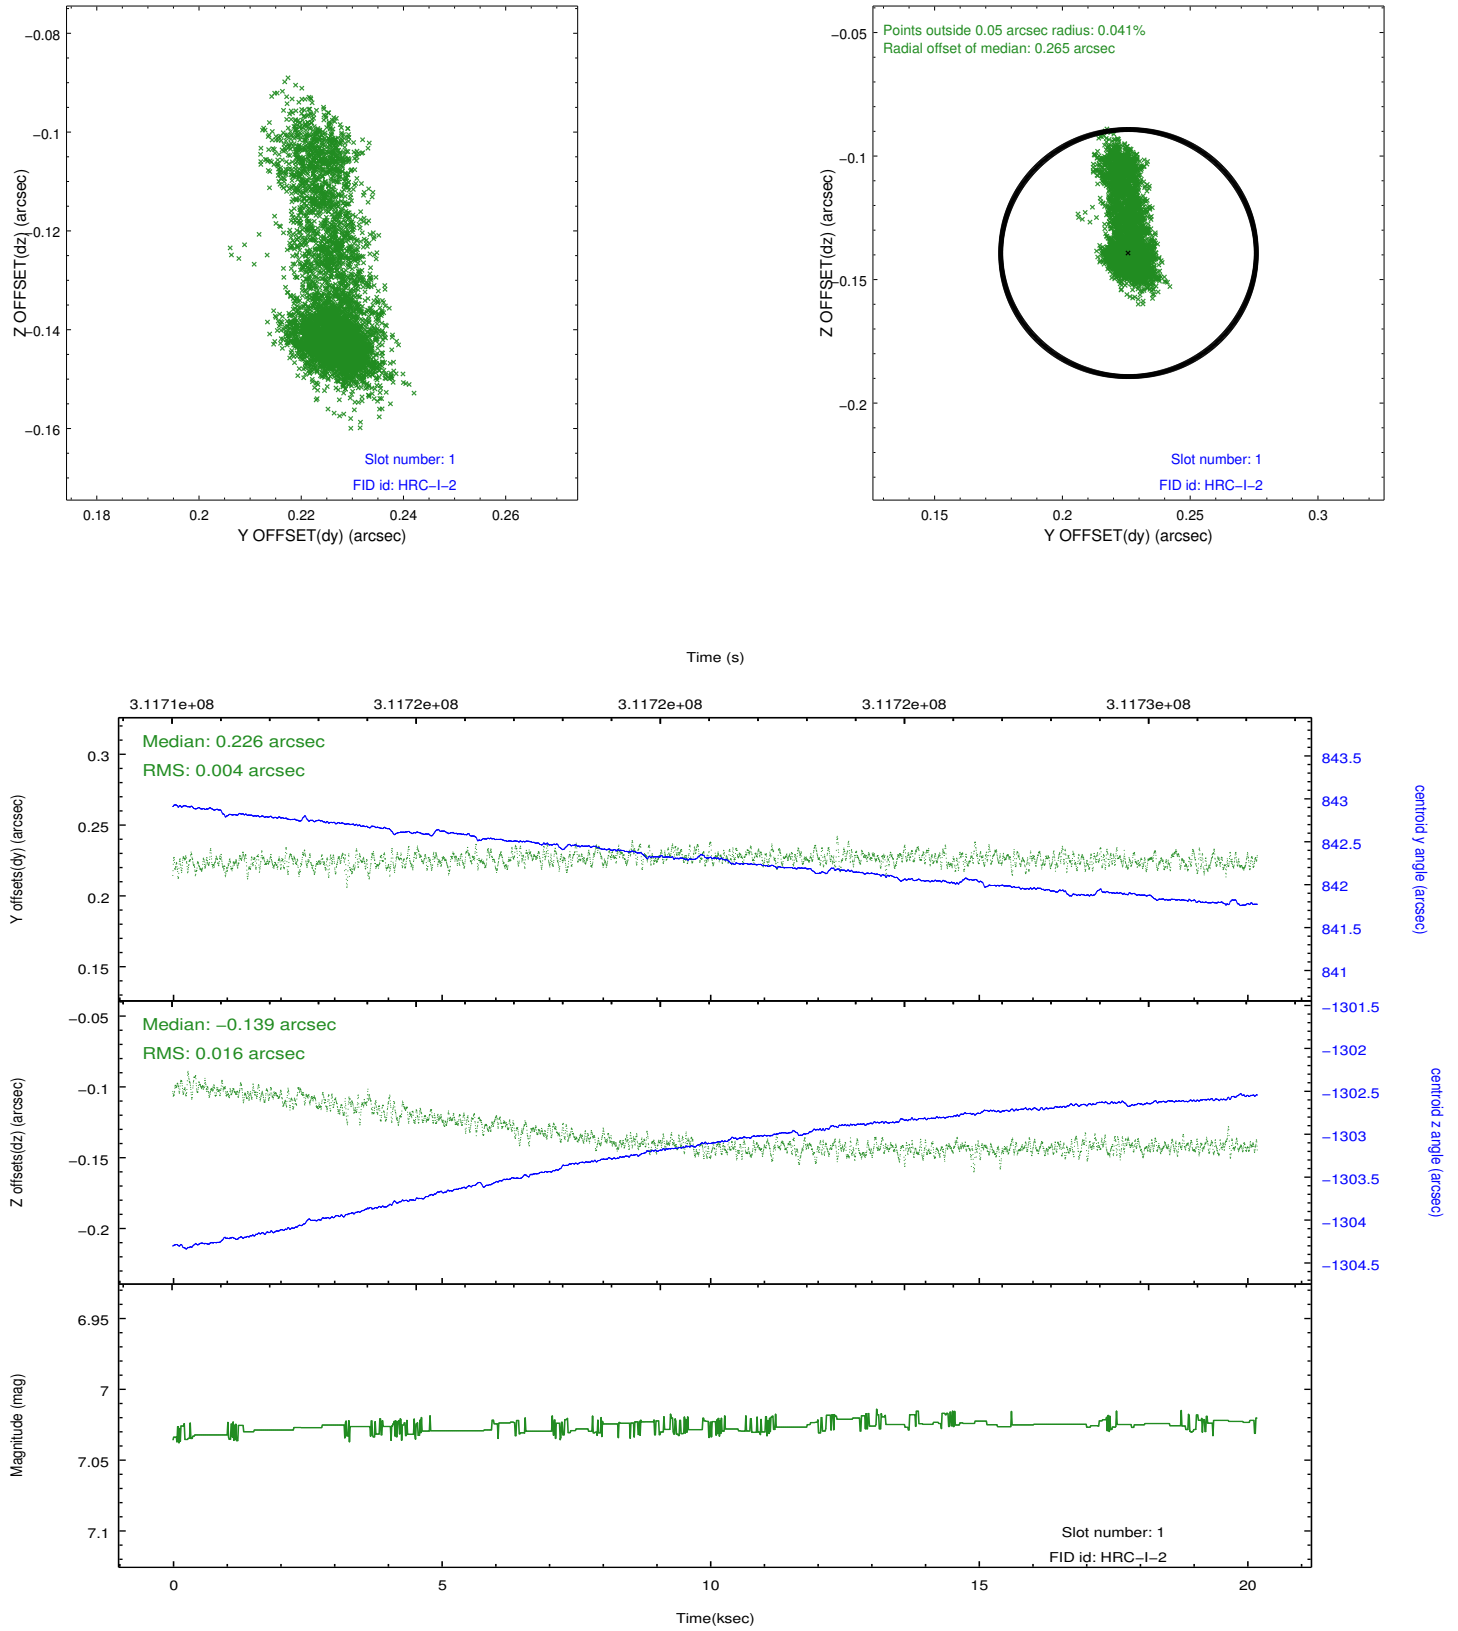 −0.08
−0.1
−0.12
−0.14
−0.16
Z OFFSET(dz) (arcsec)
Slot number: 1
FID id: HRC−I−2
0.18
0.2
0.22
0.24
0.26
Y OFFSET(dy) (arcsec)
Points outside 0.05 arcsec radius: 0.041%
Radial offset of median: 0.265 arcsec
−0.05
−0.1
−0.15
−0.2
Z OFFSET(dz) (arcsec)
Slot number: 1
FID id: HRC−I−2
0.15
0.2
0.25
0.3
Y OFFSET(dy) (arcsec)
Time (s)
3.1171e+08
3.1172e+08
3.1172e+08
3.1172e+08
3.1173e+08
Median: 0.226 arcsec
RMS: 0.004 arcsec
0.3
0.25
0.2
0.15
Y offsets(dy) (arcsec)
843.5
843
842.5
842
841.5
841
centroid y angle (arcsec)
Median: −0.139 arcsec
RMS: 0.016 arcsec
−0.05
−0.1
−0.15
−0.2
Z offsets(dz) (arcsec)
−1301.5
−1302
−1302.5
−1303
−1303.5
−1304
−1304.5
centroid z angle (arcsec)
6.95
7
7.05
7.1
Magnitude (mag)
Slot number: 1
FID id: HRC−I−2
0
5
10
15
20
Time(ksec)